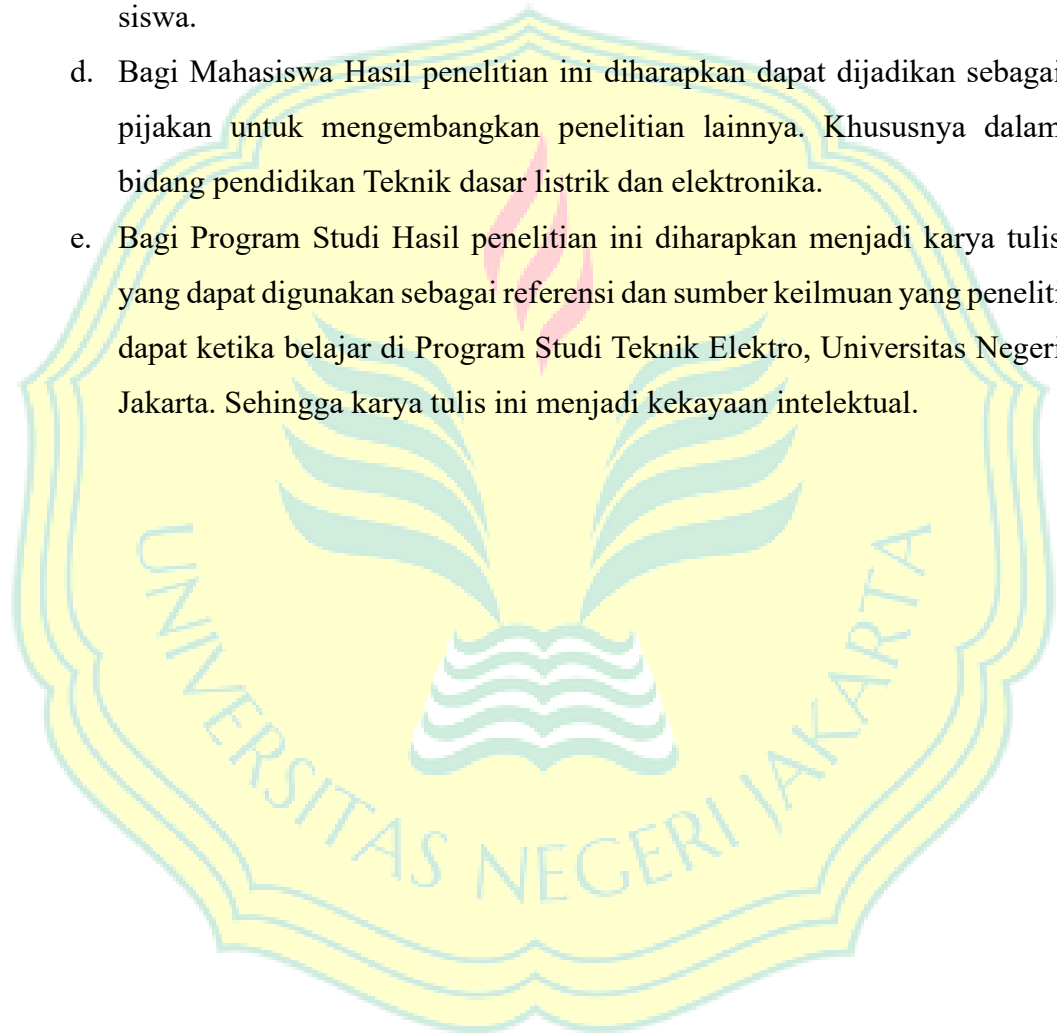 siswa.
d. Bagi Mahasiswa Hasil penelitian ini diharapkan dapat dijadikan sebagai
pijakan untuk mengembangkan penelitian lainnya. Khususnya dalam
bidang pendidikan Teknik dasar listrik dan elektronika.
e. Bagi Program Studi Hasil penelitian ini diharapkan menjadi karya tulis
yang dapat digunakan sebagai referensi dan sumber keilmuan yang peneliti
dapat ketika belajar di Program Studi Teknik Elektro, Universitas Negeri
Jakarta. Sehingga karya tulis ini menjadi kekayaan intelektual.
UNIVERSITAS NEGERI JAKARTA